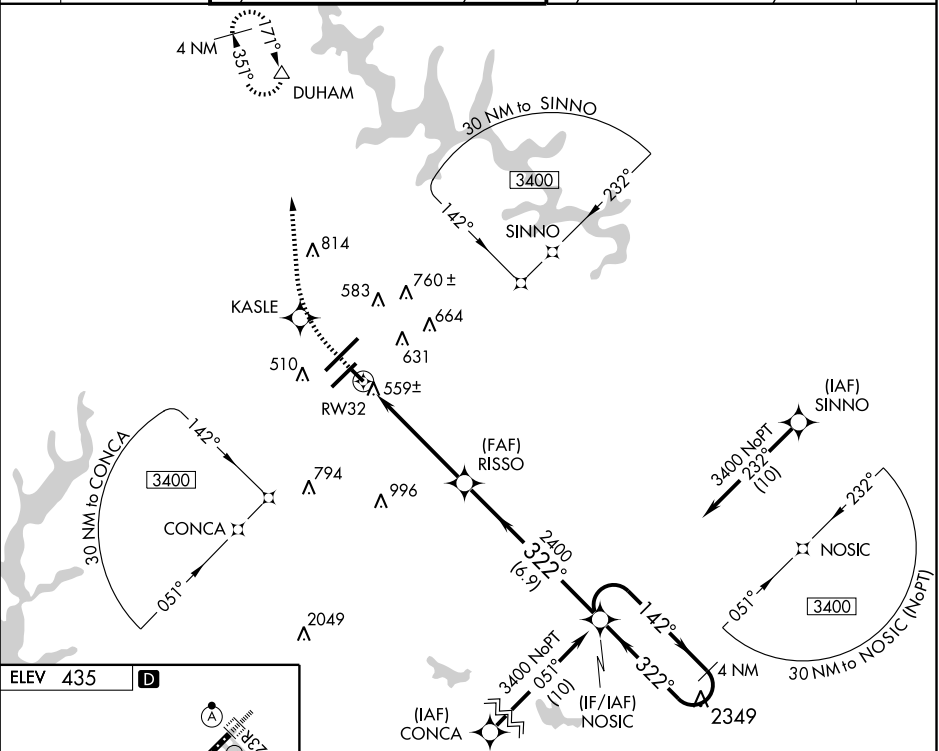 171°
4 NM
351°
DUHAM
30 NM to SINNO
3400
142°
232°
SINNO
814
KASLE
583
760 ±
664
631
510
559±
RW32
(IAF)
SINNO
3400 NoPT
232°
(10)
(FAF)
RISSO
30 NM to CONCA
142°
3400
CONCA
051°
794
996
2400
322°
(6.9)
232°
NOSIC
051°
3400
30 NM to NOSIC (NoPT)
2049
142°
322°
4 NM
2349
3400 NoPT
051°
(10)
(IF/IAF)
NOSIC
(IAF)
CONCA
ELEV 435
D
A
23R